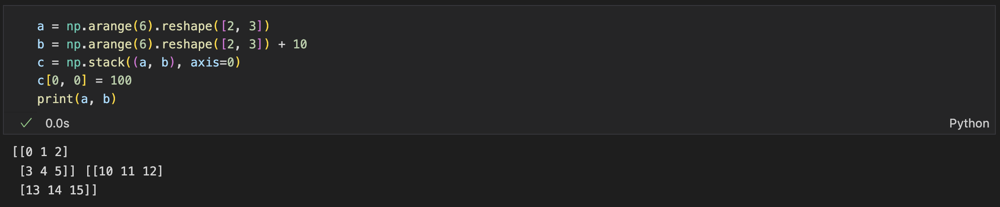 a = np.arange(6).reshape([2, 3])
b = np.arange(6).reshape([2, 3]) + 10
c = np.stack((a, b), axis=0)
c[0, 0] = 100
print(a, b)
0.0s
Python
[[0 1 2]
 [3 4 5]] [[10 11 12]
 [13 14 15]]